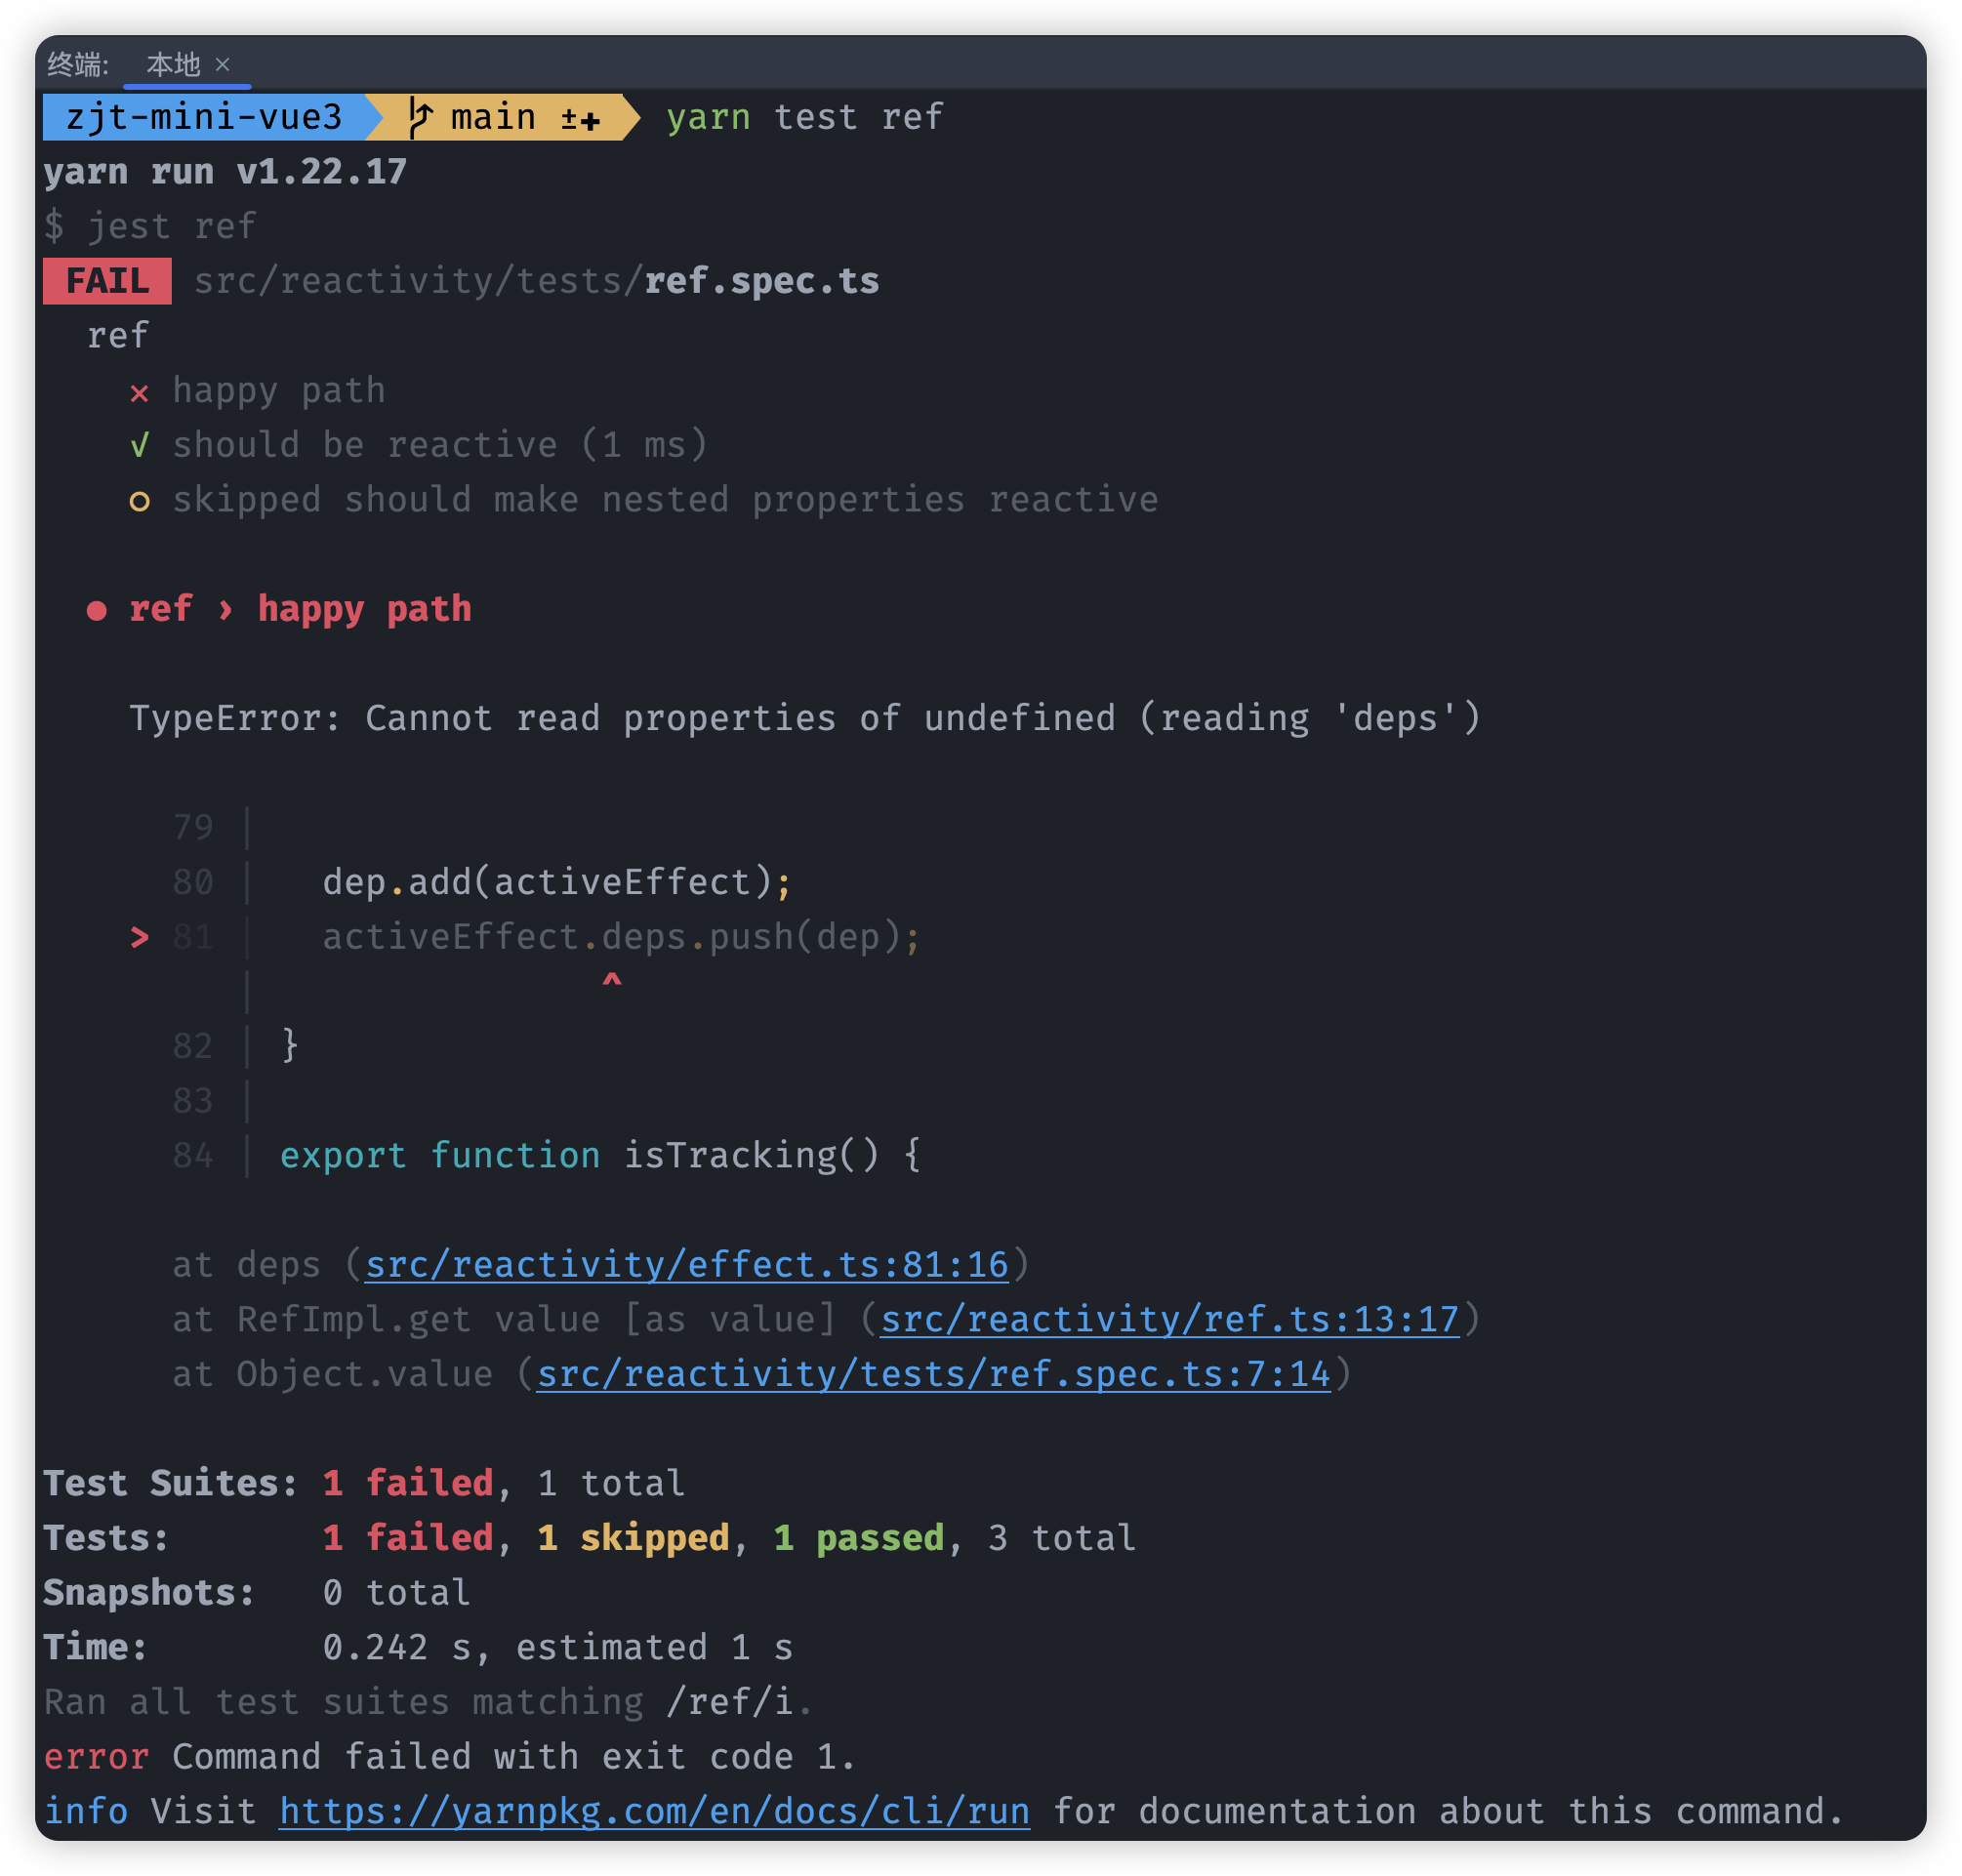 终端: 本地 ×
zjt-mini-vue3 main ±✚ yarn test ref
yarn run v1.22.17
$ jest ref
FAIL src/reactivity/tests/ref.spec.ts
ref
✕ happy path
√ should be reactive (1 ms)
○ skipped should make nested properties reactive
● ref › happy path
TypeError: Cannot read properties of undefined (reading 'deps')
79 |
80 | dep.add(activeEffect);
> 81 | activeEffect.deps.push(dep);
| ^
82 | }
83 |
84 | export function isTracking() {
at deps (src/reactivity/effect.ts:81:16)
at RefImpl.get value [as value] (src/reactivity/ref.ts:13:17)
at Object.value (src/reactivity/tests/ref.spec.ts:7:14)
Test Suites: 1 failed, 1 total
Tests: 1 failed, 1 skipped, 1 passed, 3 total
Snapshots: 0 total
Time: 0.242 s, estimated 1 s
Ran all test suites matching /ref/i.
error Command failed with exit code 1.
info Visit https://yarnpkg.com/en/docs/cli/run for documentation about this command.